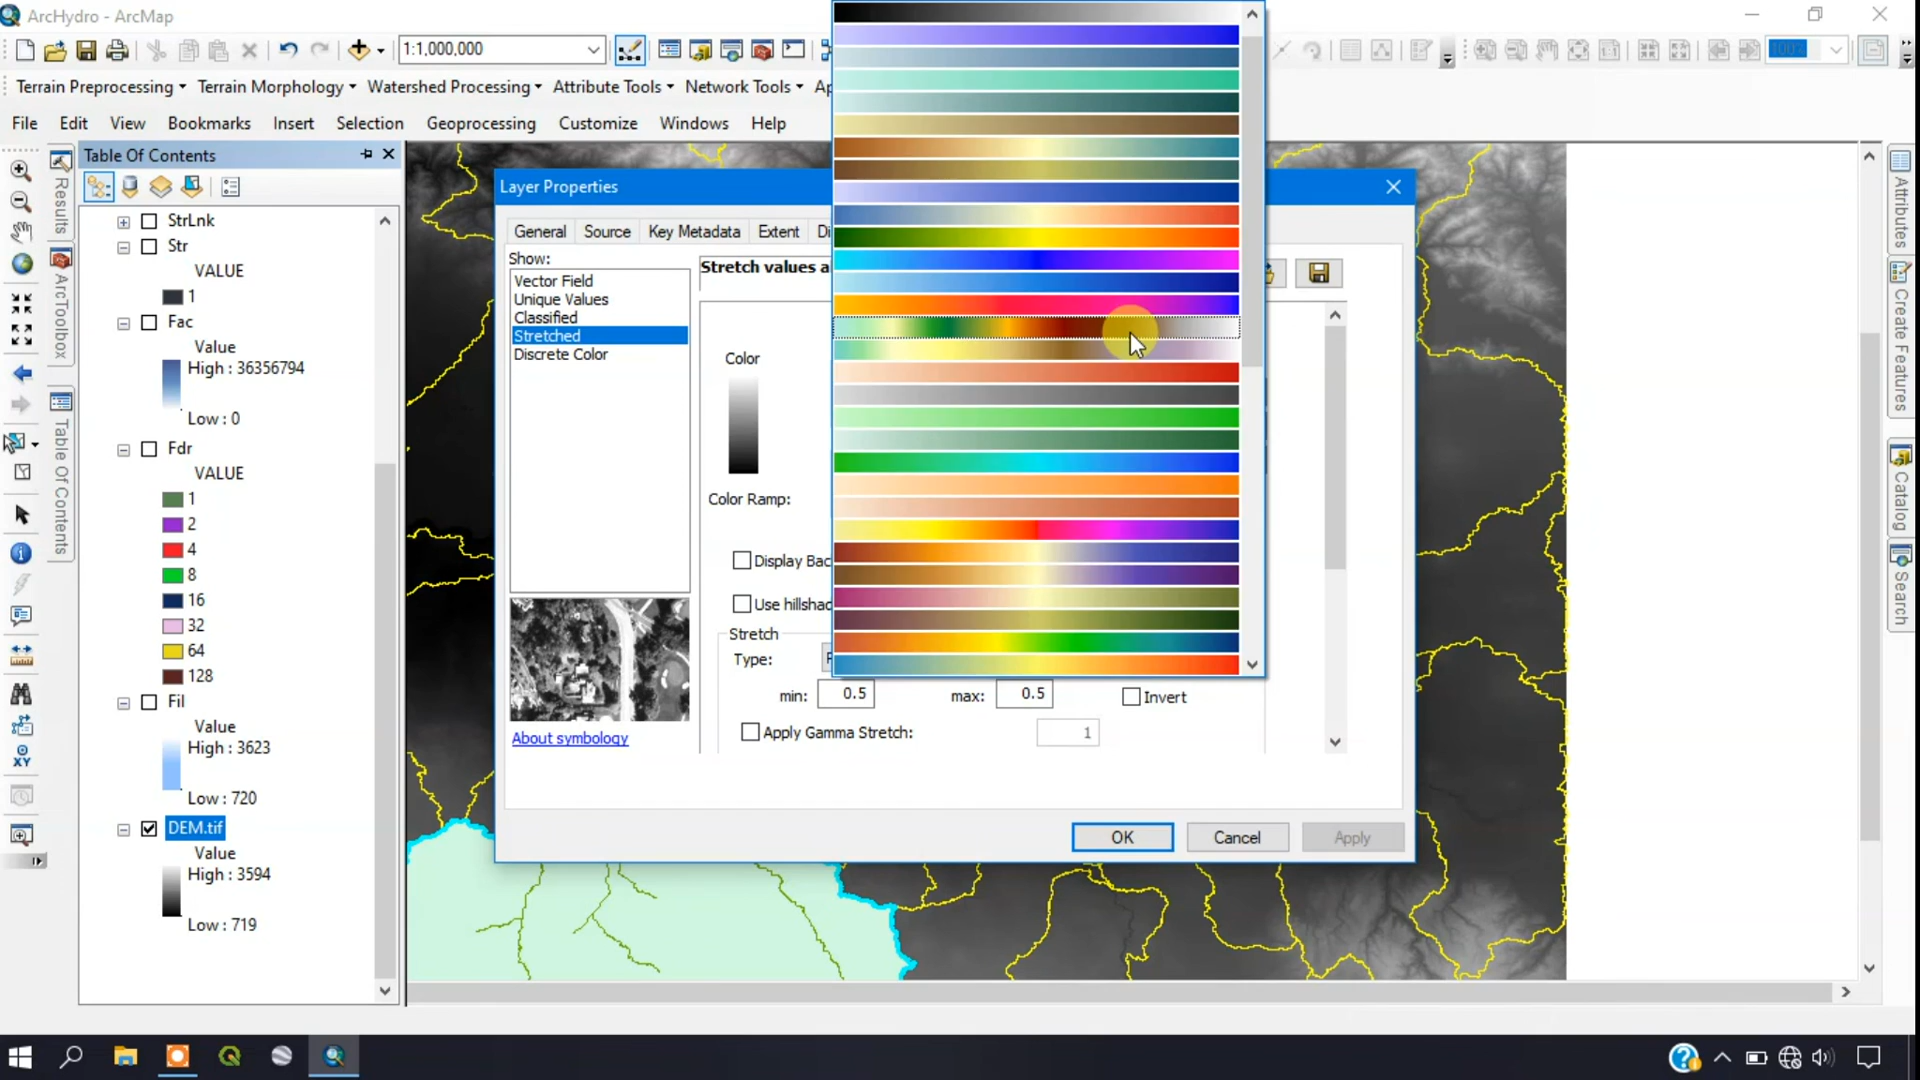 ArcHydro - ArcMap
1:1,000,000
100%
Terrain Preprocessing Terrain Morphology Watershed Processing Attribute Tools Network Tools
File Edit View Bookmarks Insert Selection Geoprocessing Customize Windows Help
Table Of Contents
Results
ArcToolbox
Table Of Contents
StrLnk
Str
VALUE
1
Fac
Value
High : 36356794
Low : 0
Fdr
VALUE
1
2
4
8
16
32
64
128
Fil
Value
High : 3623
Low : 720
DEM.tif
Value
High : 3594
Low : 719
Layer Properties
General Source Key Metadata Extent
Show:
Vector Field
Unique Values
Classified
Stretched
Discrete Color
About symbology
Stretch values a
Color
Color Ramp:
Display Bac
Use hillshad
Stretch
Type:
min: 0.5 max: 0.5 Invert
Apply Gamma Stretch: 1
OK Cancel Apply
Attributes
Create Features
Catalog
Search
XY